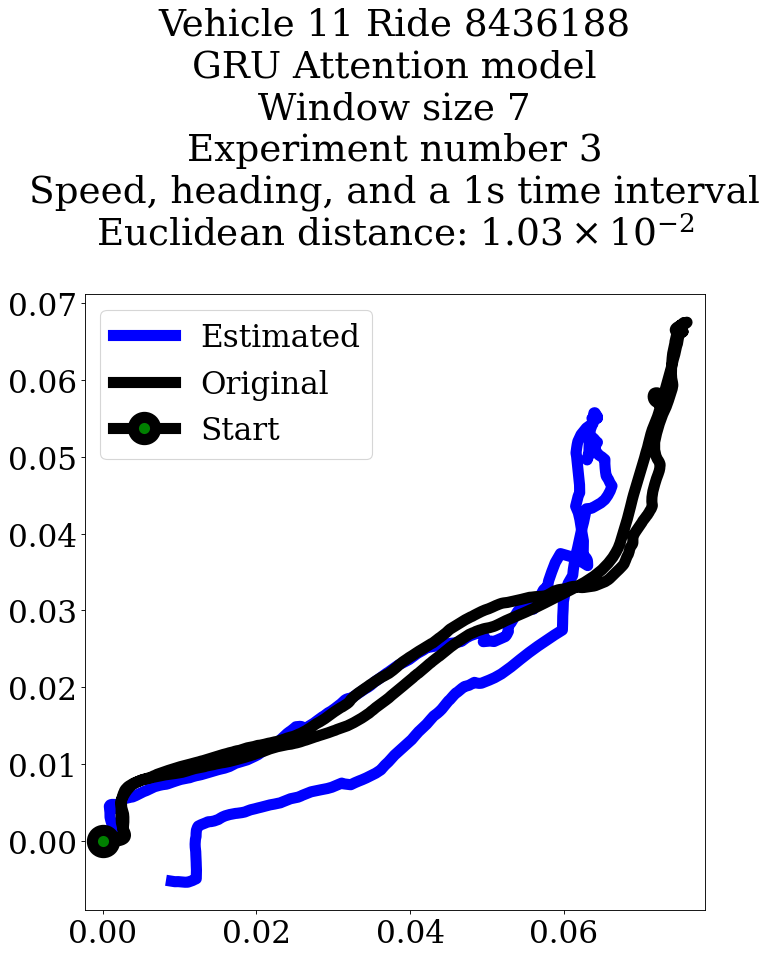 Vehicle 11 Ride 8436188
GRU Attention model
Window size 7
Experiment number 3
Speed, heading, and a 1s time interval
Euclidean distance: 1.03 × 10⁻²
0.07
0.06
0.05
0.04
0.03
0.02
0.01
0.00
Estimated
Original
Start
0.00 0.02 0.04 0.06